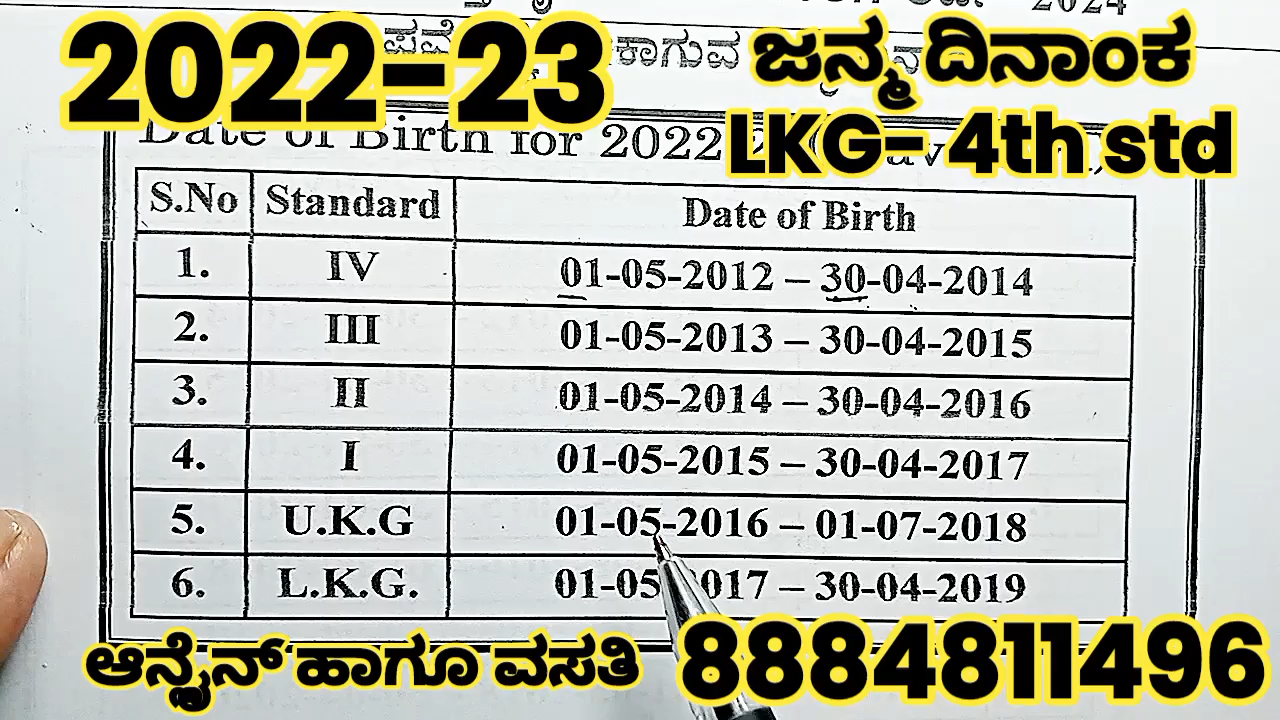 2024
2022-23
ಜನ್ಮ ದಿನಾಂಕ
ಕಾಗುವ
LKG- 4th std
Date of Birth for 2022
S.No Standard Date of Birth
1. IV 01-05-2012 – 30-04-2014
2. III 01-05-2013 – 30-04-2015
3. II 01-05-2014 – 30-04-2016
4. I 01-05-2015 – 30-04-2017
5. U.K.G 01-05-2016 – 01-07-2018
6. L.K.G. 01-05 017 – 30-04-2019
ಆನ್ಲೈನ್ ಹಾಗೂ ವಸತಿ 8884811496